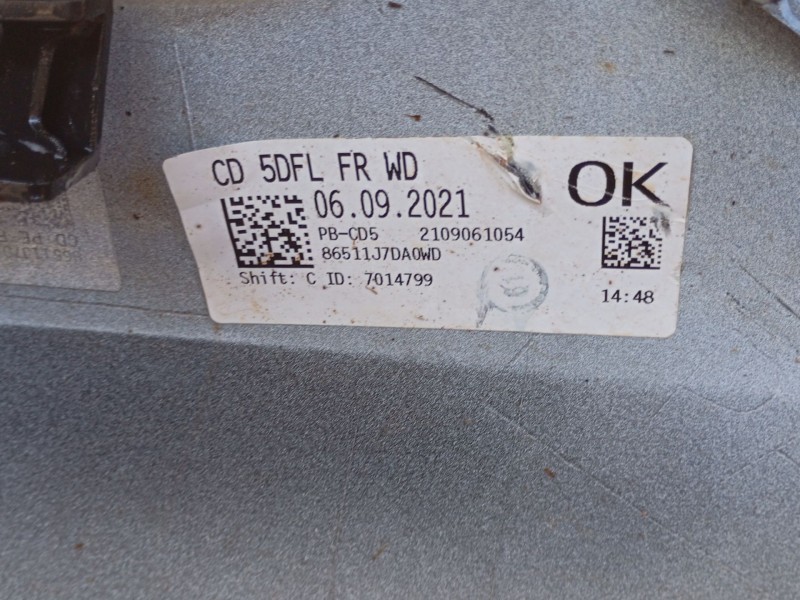 CD 5DFL FR WD
OK
06.09.2021
PB-CD5 2109061054
86511J7DA0WD
Shift: C ID: 7014799
14:48